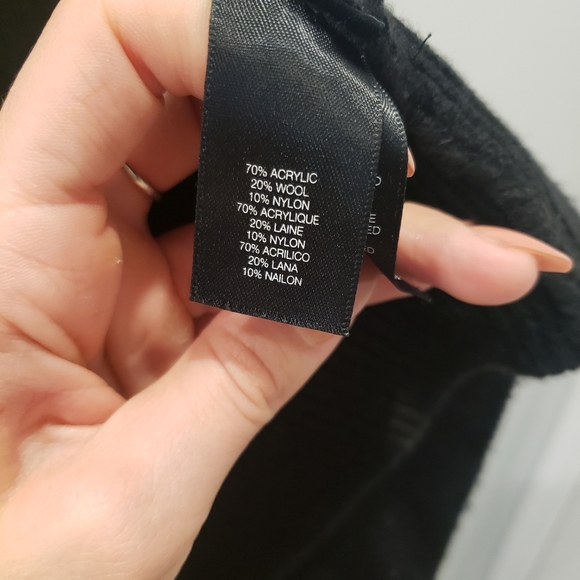 70% ACRYLIC
20% WOOL
10% NYLON
70% ACRYLIQUE
20% LAINE
10% NYLON
70% ACRILICO
20% LANA
10% NAILON